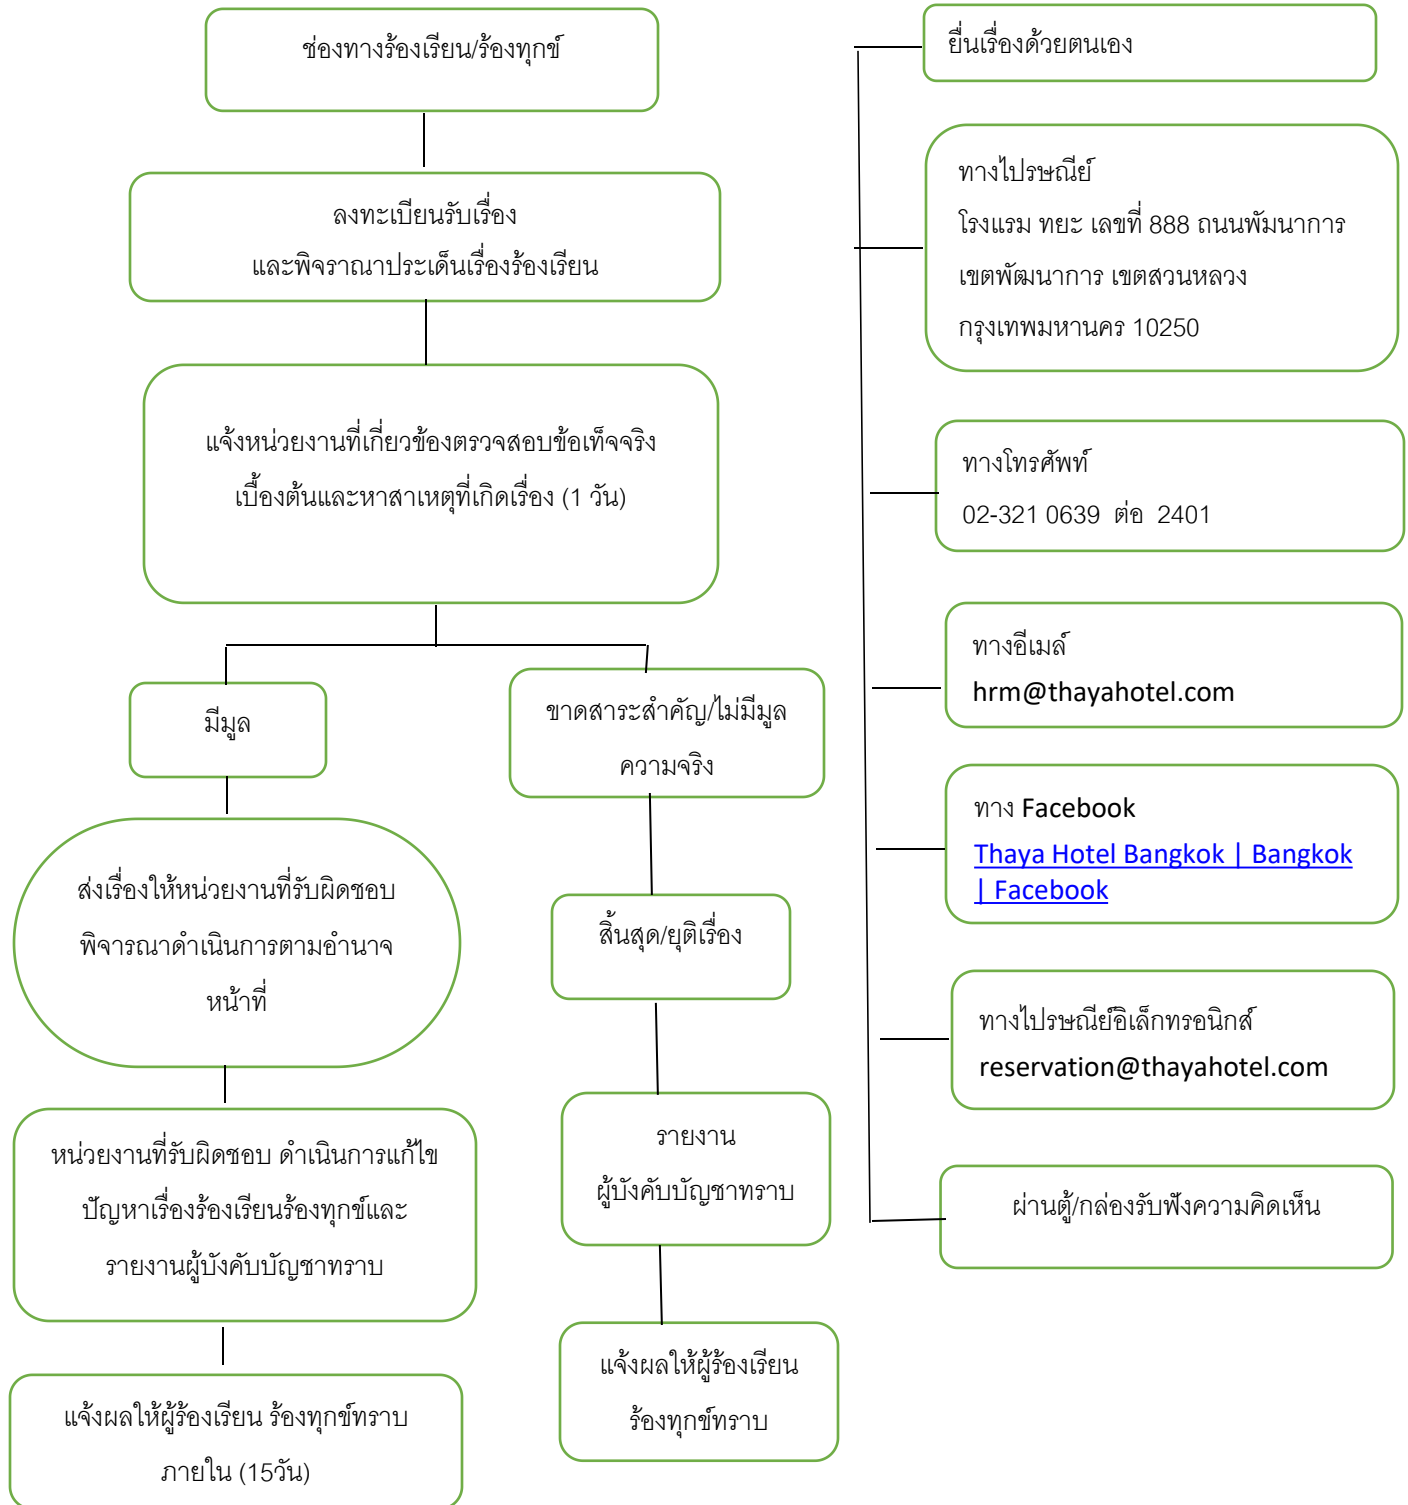 ช่องทางร้องเรียน/ร้องทุกข์
ลงทะเบียนรับเรื่อง
และพิจราณาประเด็นเรื่องร้องเรียน
แจ้งหน่วยงานที่เกี่ยวข้องตรวจสอบข้อเท็จจริง
เบื้องต้นและหาสาเหตุที่เกิดเรื่อง (1 วัน)
มีมูล
ขาดสาระสำคัญ/ไม่มีมูล
ความจริง
ส่งเรื่องให้หน่วยงานที่รับผิดชอบ
พิจารณาดำเนินการตามอำนาจ
หน้าที่
สิ้นสุด/ยุติเรื่อง
หน่วยงานที่รับผิดชอบ ดำเนินการแก้ไข
ปัญหาเรื่องร้องเรียนร้องทุกข์และ
รายงานผู้บังคับบัญชาทราบ
รายงาน
ผู้บังคับบัญชาทราบ
แจ้งผลให้ผู้ร้องเรียน ร้องทุกข์ทราบ
ภายใน (15วัน)
แจ้งผลให้ผู้ร้องเรียน
ร้องทุกข์ทราบ
ยื่นเรื่องด้วยตนเอง
ทางไปรษณีย์
โรงแรม ทยะ เลขที่ 888 ถนนพัมนาการ
เขตพัฒนาการ เขตสวนหลวง
กรุงเทพมหานคร 10250
ทางโทรศัพท์
02-321 0639 ต่อ 2401
ทางอีเมล์
hrm@thayahotel.com
ทาง Facebook
Thaya Hotel Bangkok | Bangkok
| Facebook
ทางไปรษณีย์อิเล็กทรอนิกส์
reservation@thayahotel.com
ผ่านตู้/กล่องรับฟังความคิดเห็น